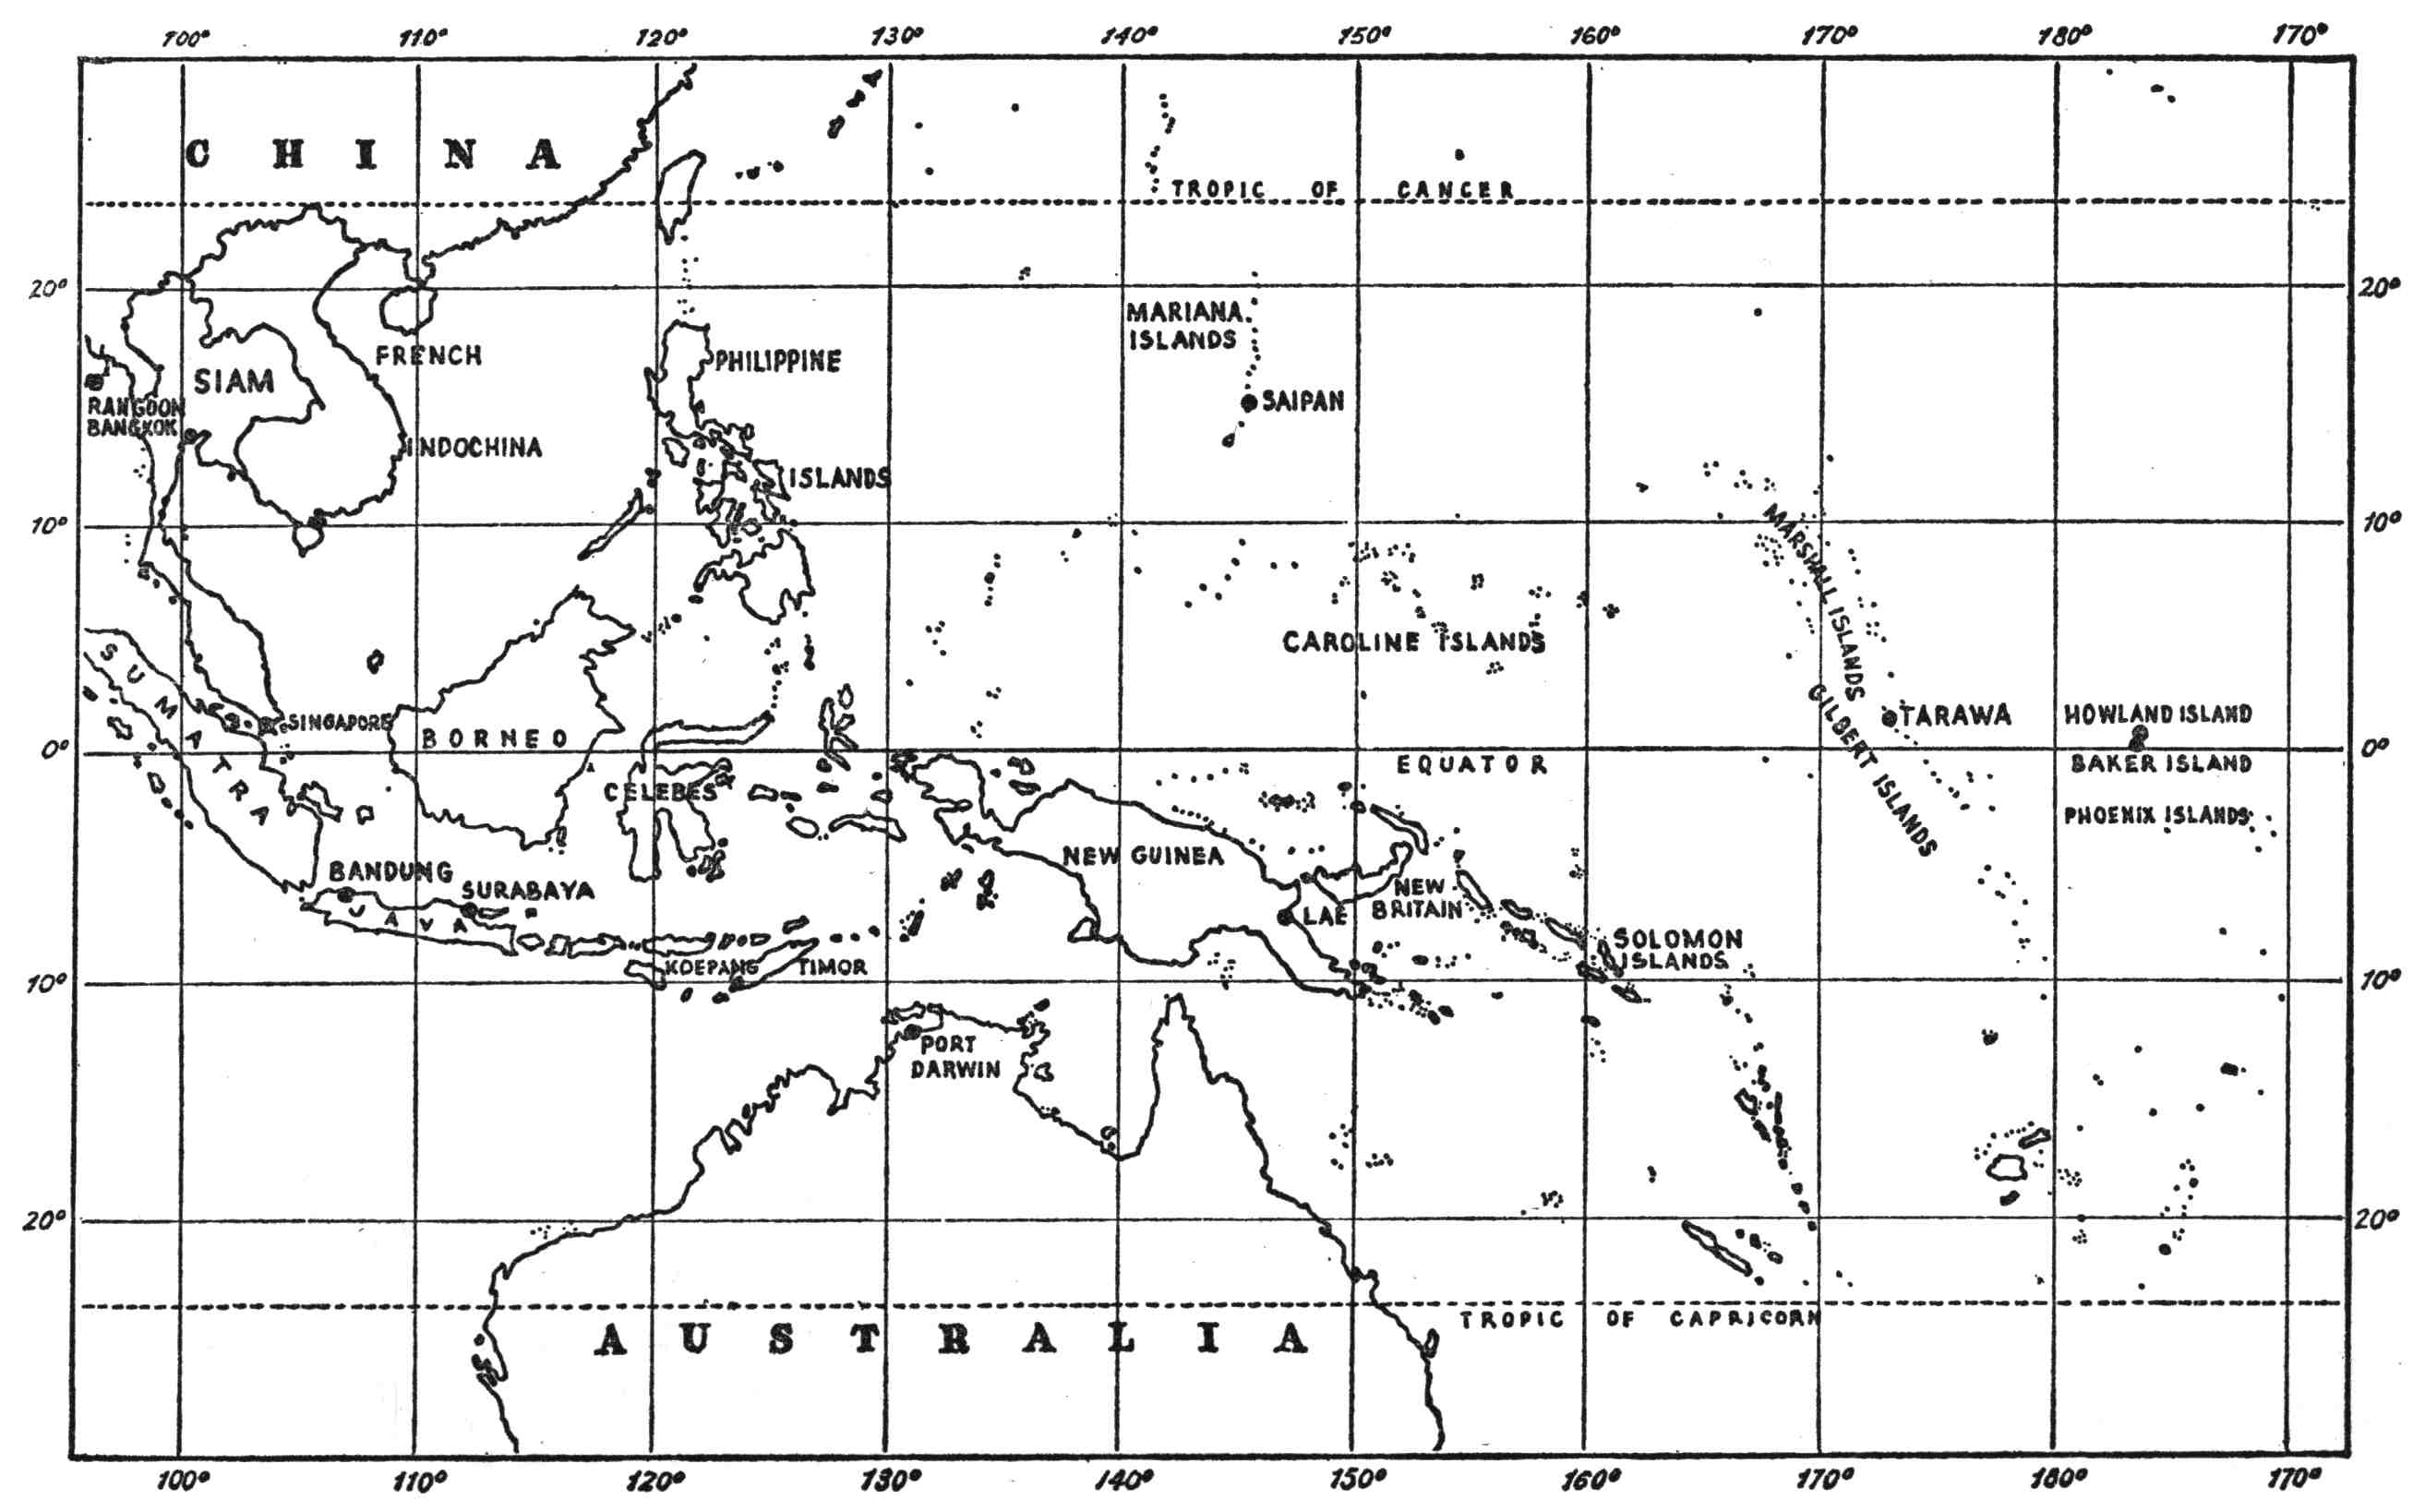 100° 110° 120° 130° 140° 150° 160° 170° 180° 170°
CHINA
TROPIC OF CANCER
20° 20°
MARIANA
ISLANDS
FRENCH
PHILIPPINE
SIAM
SAIPAN
RANGOON
BANGKOK
INDOCHINA
ISLANDS
10° 10°
MARSHALL ISLANDS
CAROLINE ISLANDS
SUMATRA
GILBERT ISLANDS
SINGAPORE
TARAWA
HOWLAND ISLAND
BORNEO
0° 0°
EQUATOR
BAKER ISLAND
CELEBES
PHOENIX ISLANDS
NEW GUINEA
BANDUNG
SURABAYA
NEW
BRITAIN
JAVA
LAE
SOLOMON
ISLANDS
KOEPANG
TIMOR
10° 10°
PORT
DARWIN
20° 20°
TROPIC OF CAPRICORN
AUSTRALIA
100° 110° 120° 130° 140° 150° 160° 170° 180° 170°